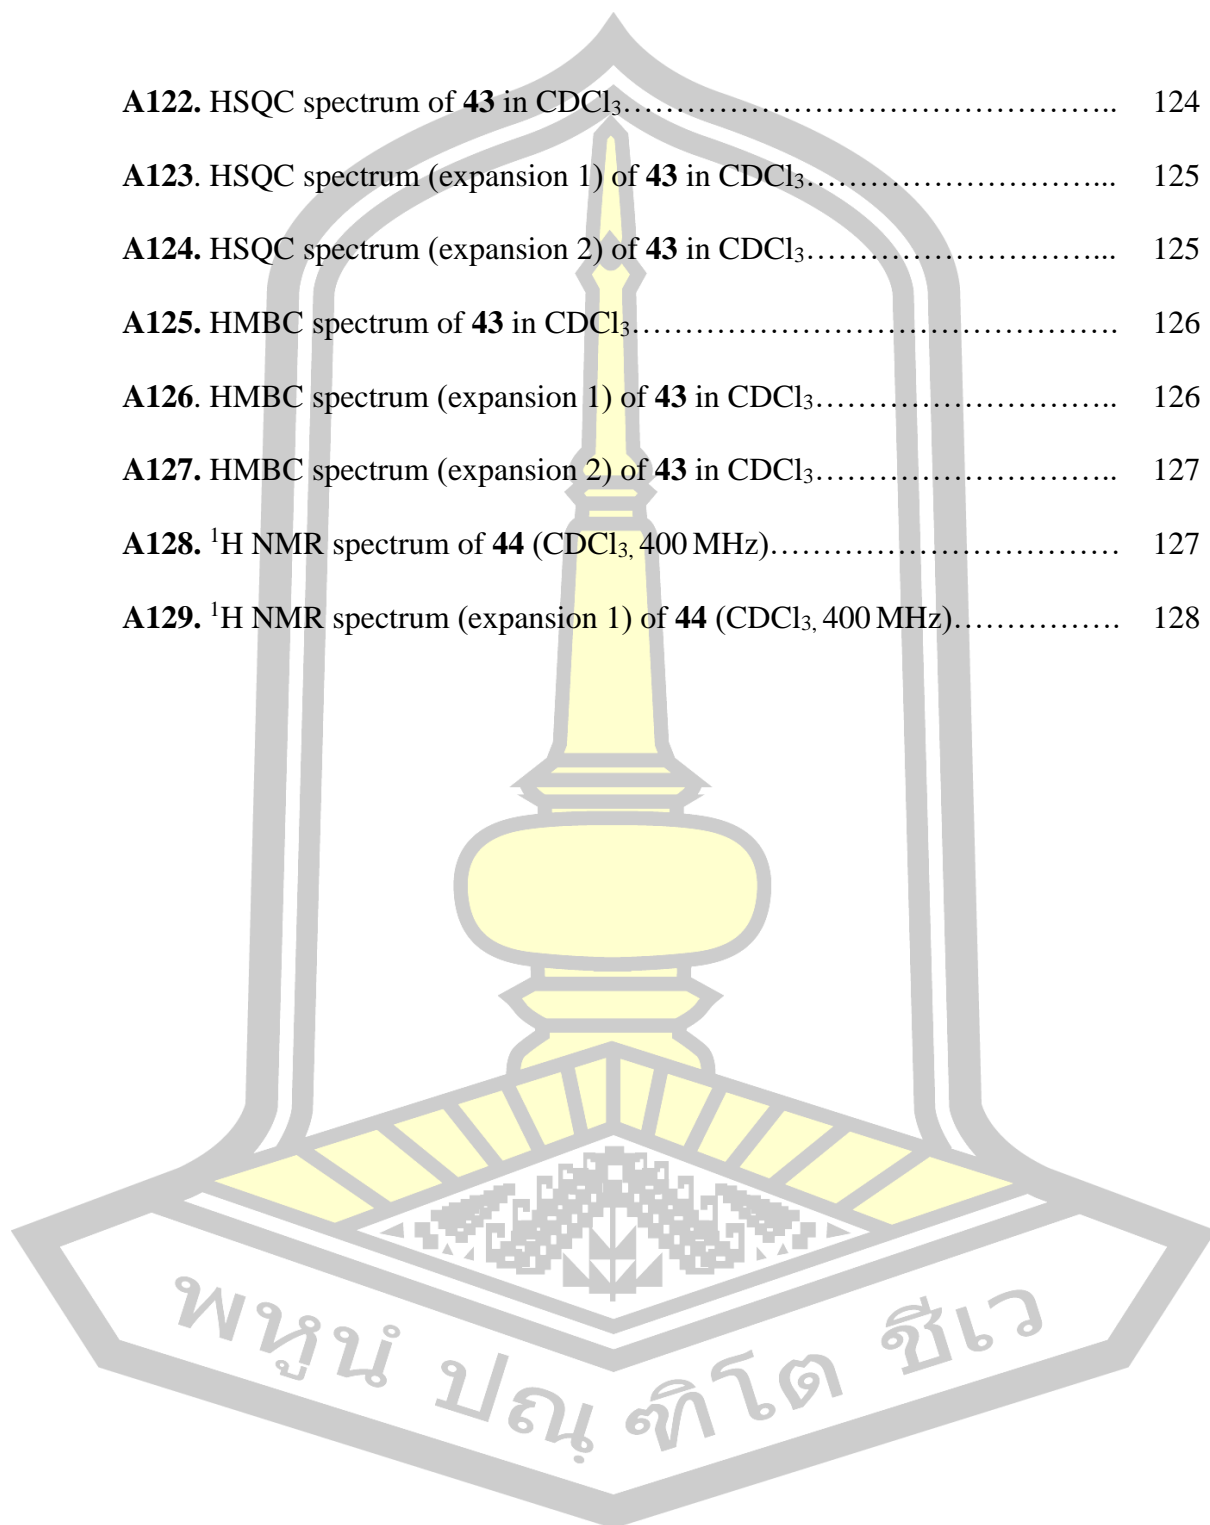 A122. HSQC spectrum of 43 in CDCl₃……………………………………………….. 124
A123. HSQC spectrum (expansion 1) of 43 in CDCl₃………………………... 125
A124. HSQC spectrum (expansion 2) of 43 in CDCl₃………………………... 125
A125. HMBC spectrum of 43 in CDCl₃…………………………………………. 126
A126. HMBC spectrum (expansion 1) of 43 in CDCl₃……………………….. 126
A127. HMBC spectrum (expansion 2) of 43 in CDCl₃……………………….. 127
A128. ¹H NMR spectrum of 44 (CDCl₃, 400 MHz)…………………………… 127
A129. ¹H NMR spectrum (expansion 1) of 44 (CDCl₃, 400 MHz)……………. 128
พหูนํ ปณฺฑิโต ชีเว